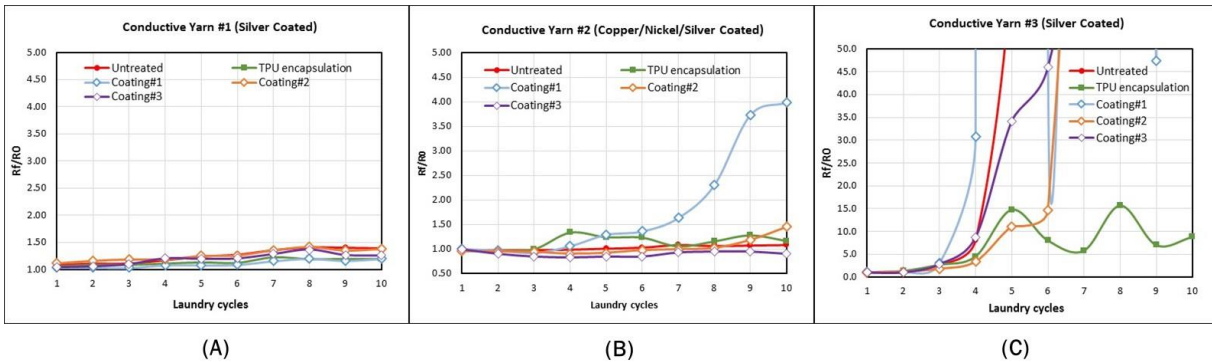 Conductive Yarn #1 (Silver Coated)
5.00
4.50
4.00
3.50
3.00
2.50
2.00
1.50
1.00
Rf/R0
Untreated
TPU encapsulation
Coating#1
Coating#2
Coating#3
1 2 3 4 5 6 7 8 9 10
Laundry cycles
(A)
Conductive Yarn #2 (Copper/Nickel/Silver Coated)
5.00
4.50
4.00
3.50
3.00
2.50
2.00
1.50
1.00
0.50
Rf/R0
Untreated
TPU encapsulation
Coating#1
Coating#2
Coating#3
1 2 3 4 5 6 7 8 9 10
Laundry cycles
(B)
Conductive Yarn #3 (Silver Coated)
50.0
45.0
40.0
35.0
30.0
25.0
20.0
15.0
10.0
5.0
0.0
Rf/R0
Untreated
TPU encapsulation
Coating#1
Coating#2
Coating#3
1 2 3 4 5 6 7 8 9 10
Laundry cycles
(C)